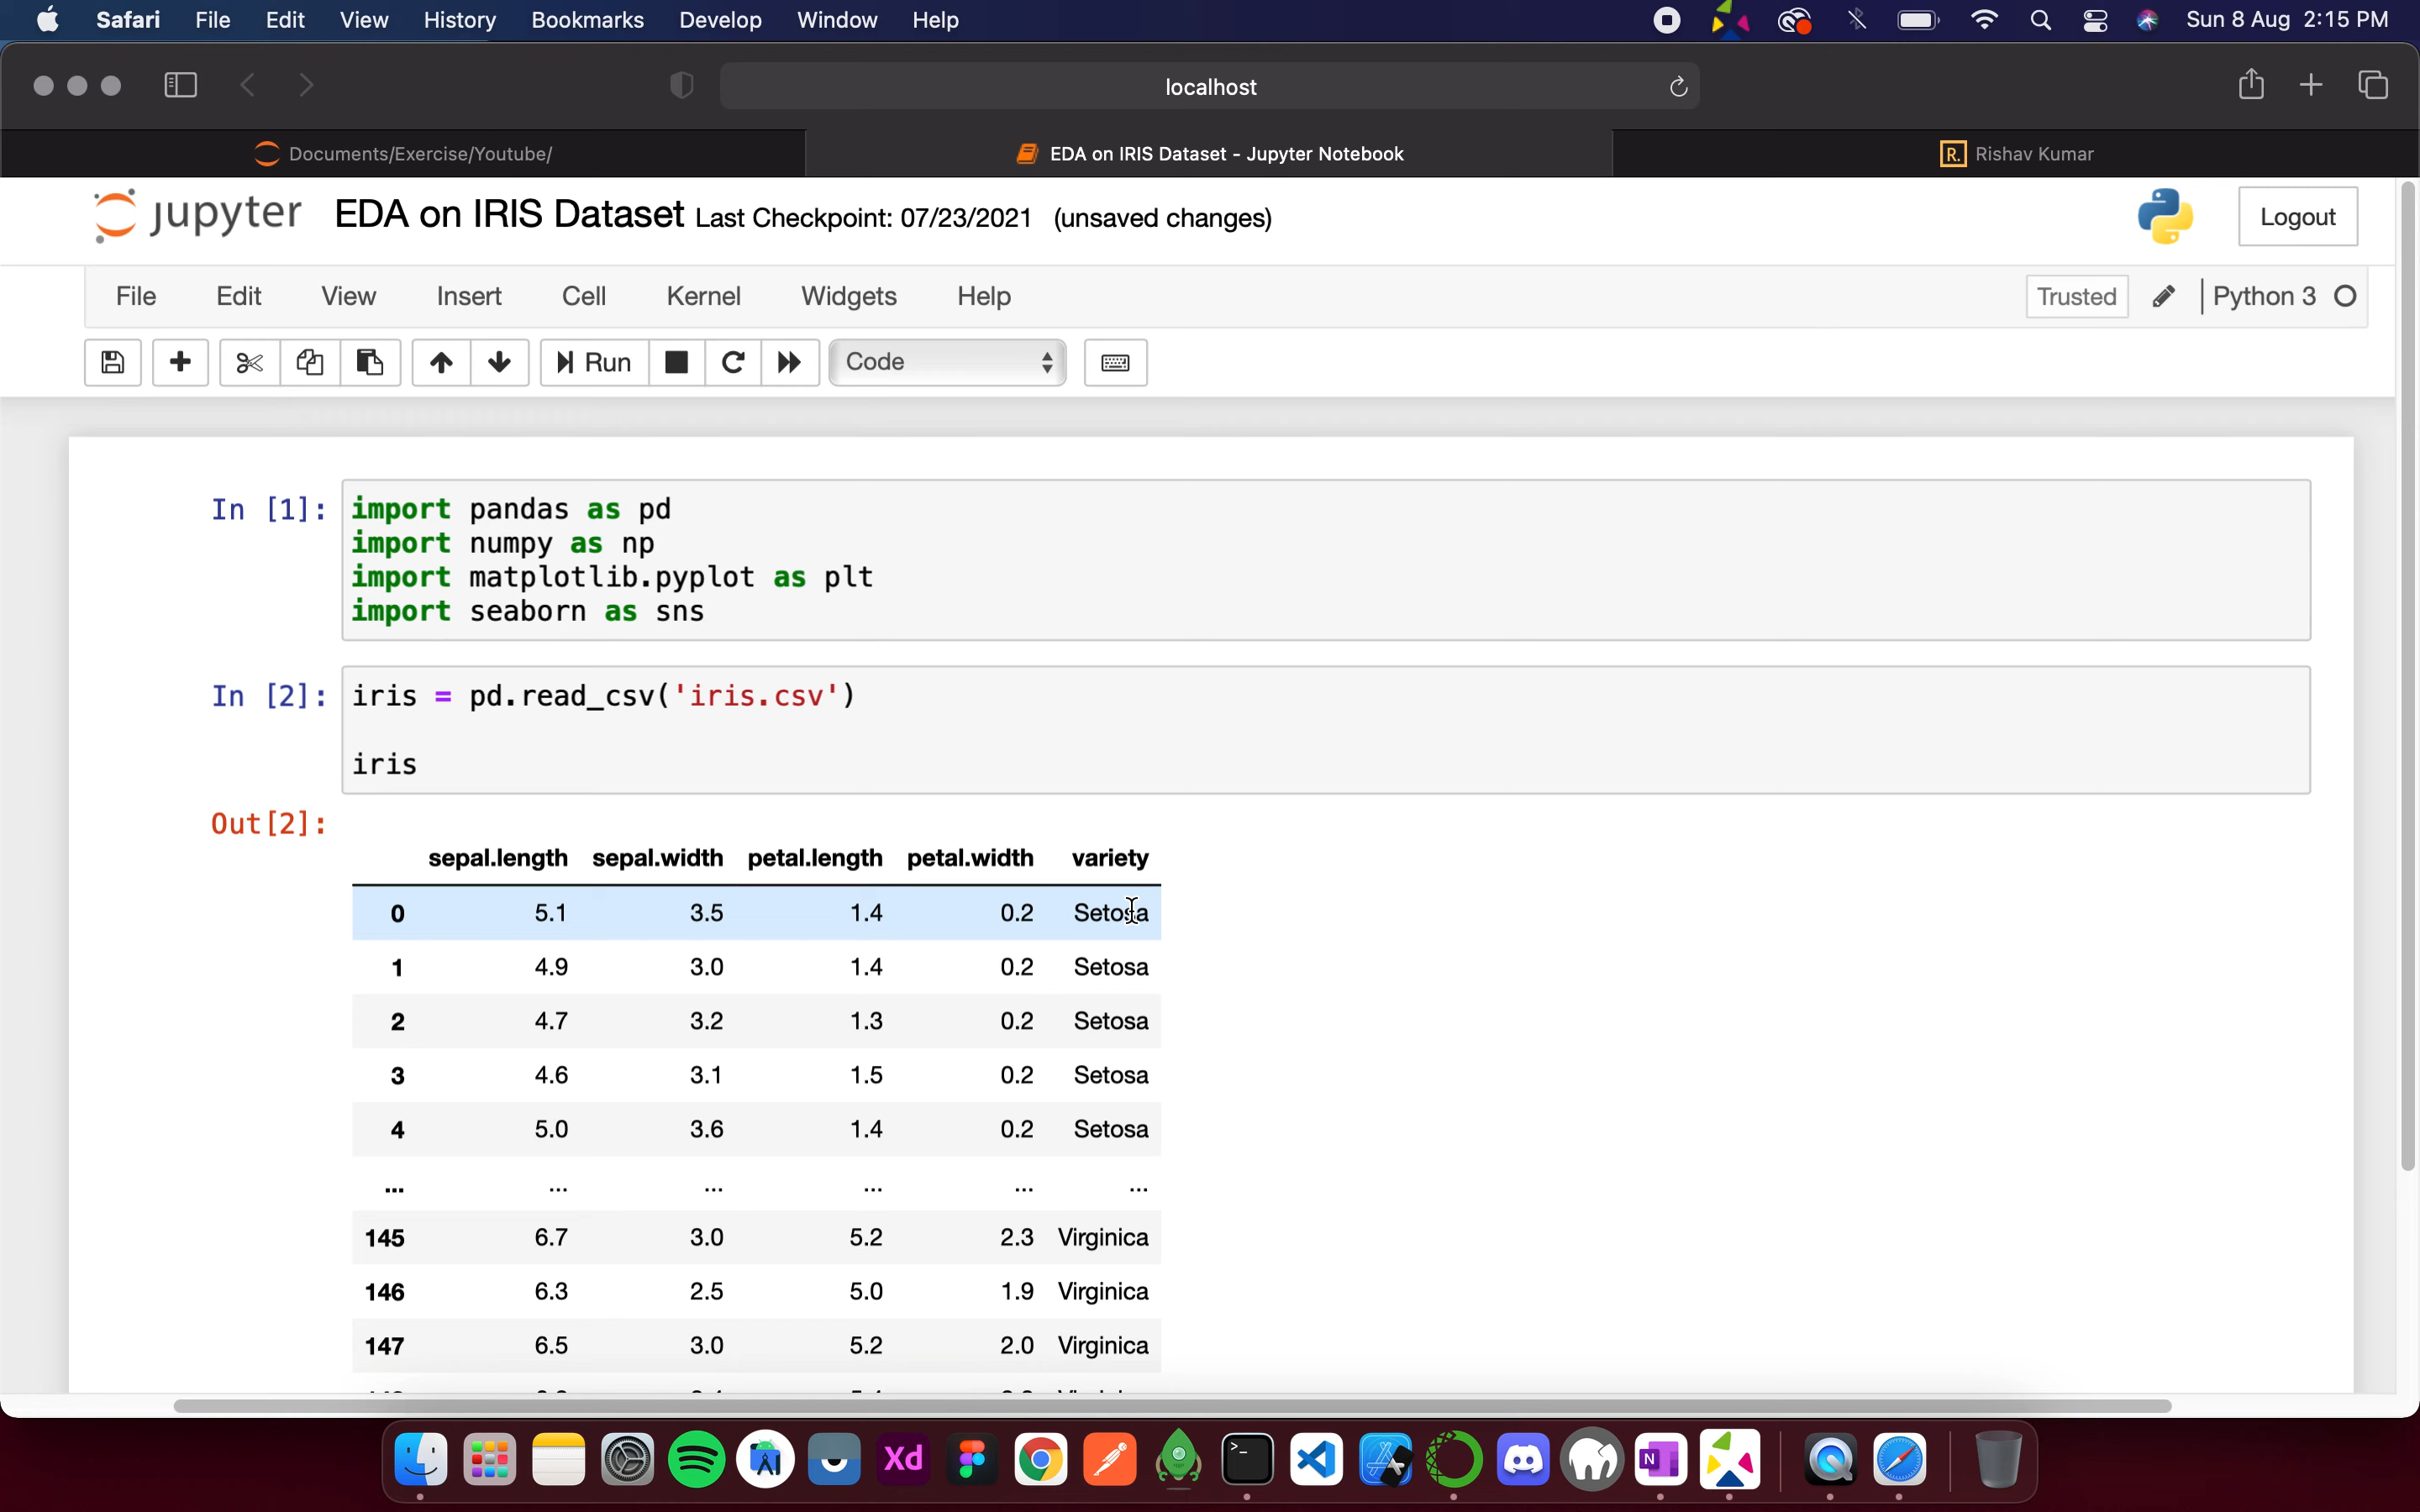 Safari File Edit View History Bookmarks Develop Window Help Sun 8 Aug 2:15 PM
localhost
Documents/Exercise/Youtube/ EDA on IRIS Dataset - Jupyter Notebook R. Rishav Kumar
jupyter EDA on IRIS Dataset Last Checkpoint: 07/23/2021 (unsaved changes) Logout
File Edit View Insert Cell Kernel Widgets Help Trusted Python 3
Run Code
In [1]: import pandas as pd
import numpy as np
import matplotlib.pyplot as plt
import seaborn as sns
In [2]: iris = pd.read_csv('iris.csv')
iris
Out[2]:
sepal.length sepal.width petal.length petal.width variety
0 5.1 3.5 1.4 0.2 Setosa
1 4.9 3.0 1.4 0.2 Setosa
2 4.7 3.2 1.3 0.2 Setosa
3 4.6 3.1 1.5 0.2 Setosa
4 5.0 3.6 1.4 0.2 Setosa
... ... ... ... ... ...
145 6.7 3.0 5.2 2.3 Virginica
146 6.3 2.5 5.0 1.9 Virginica
147 6.5 3.0 5.2 2.0 Virginica
Xd N